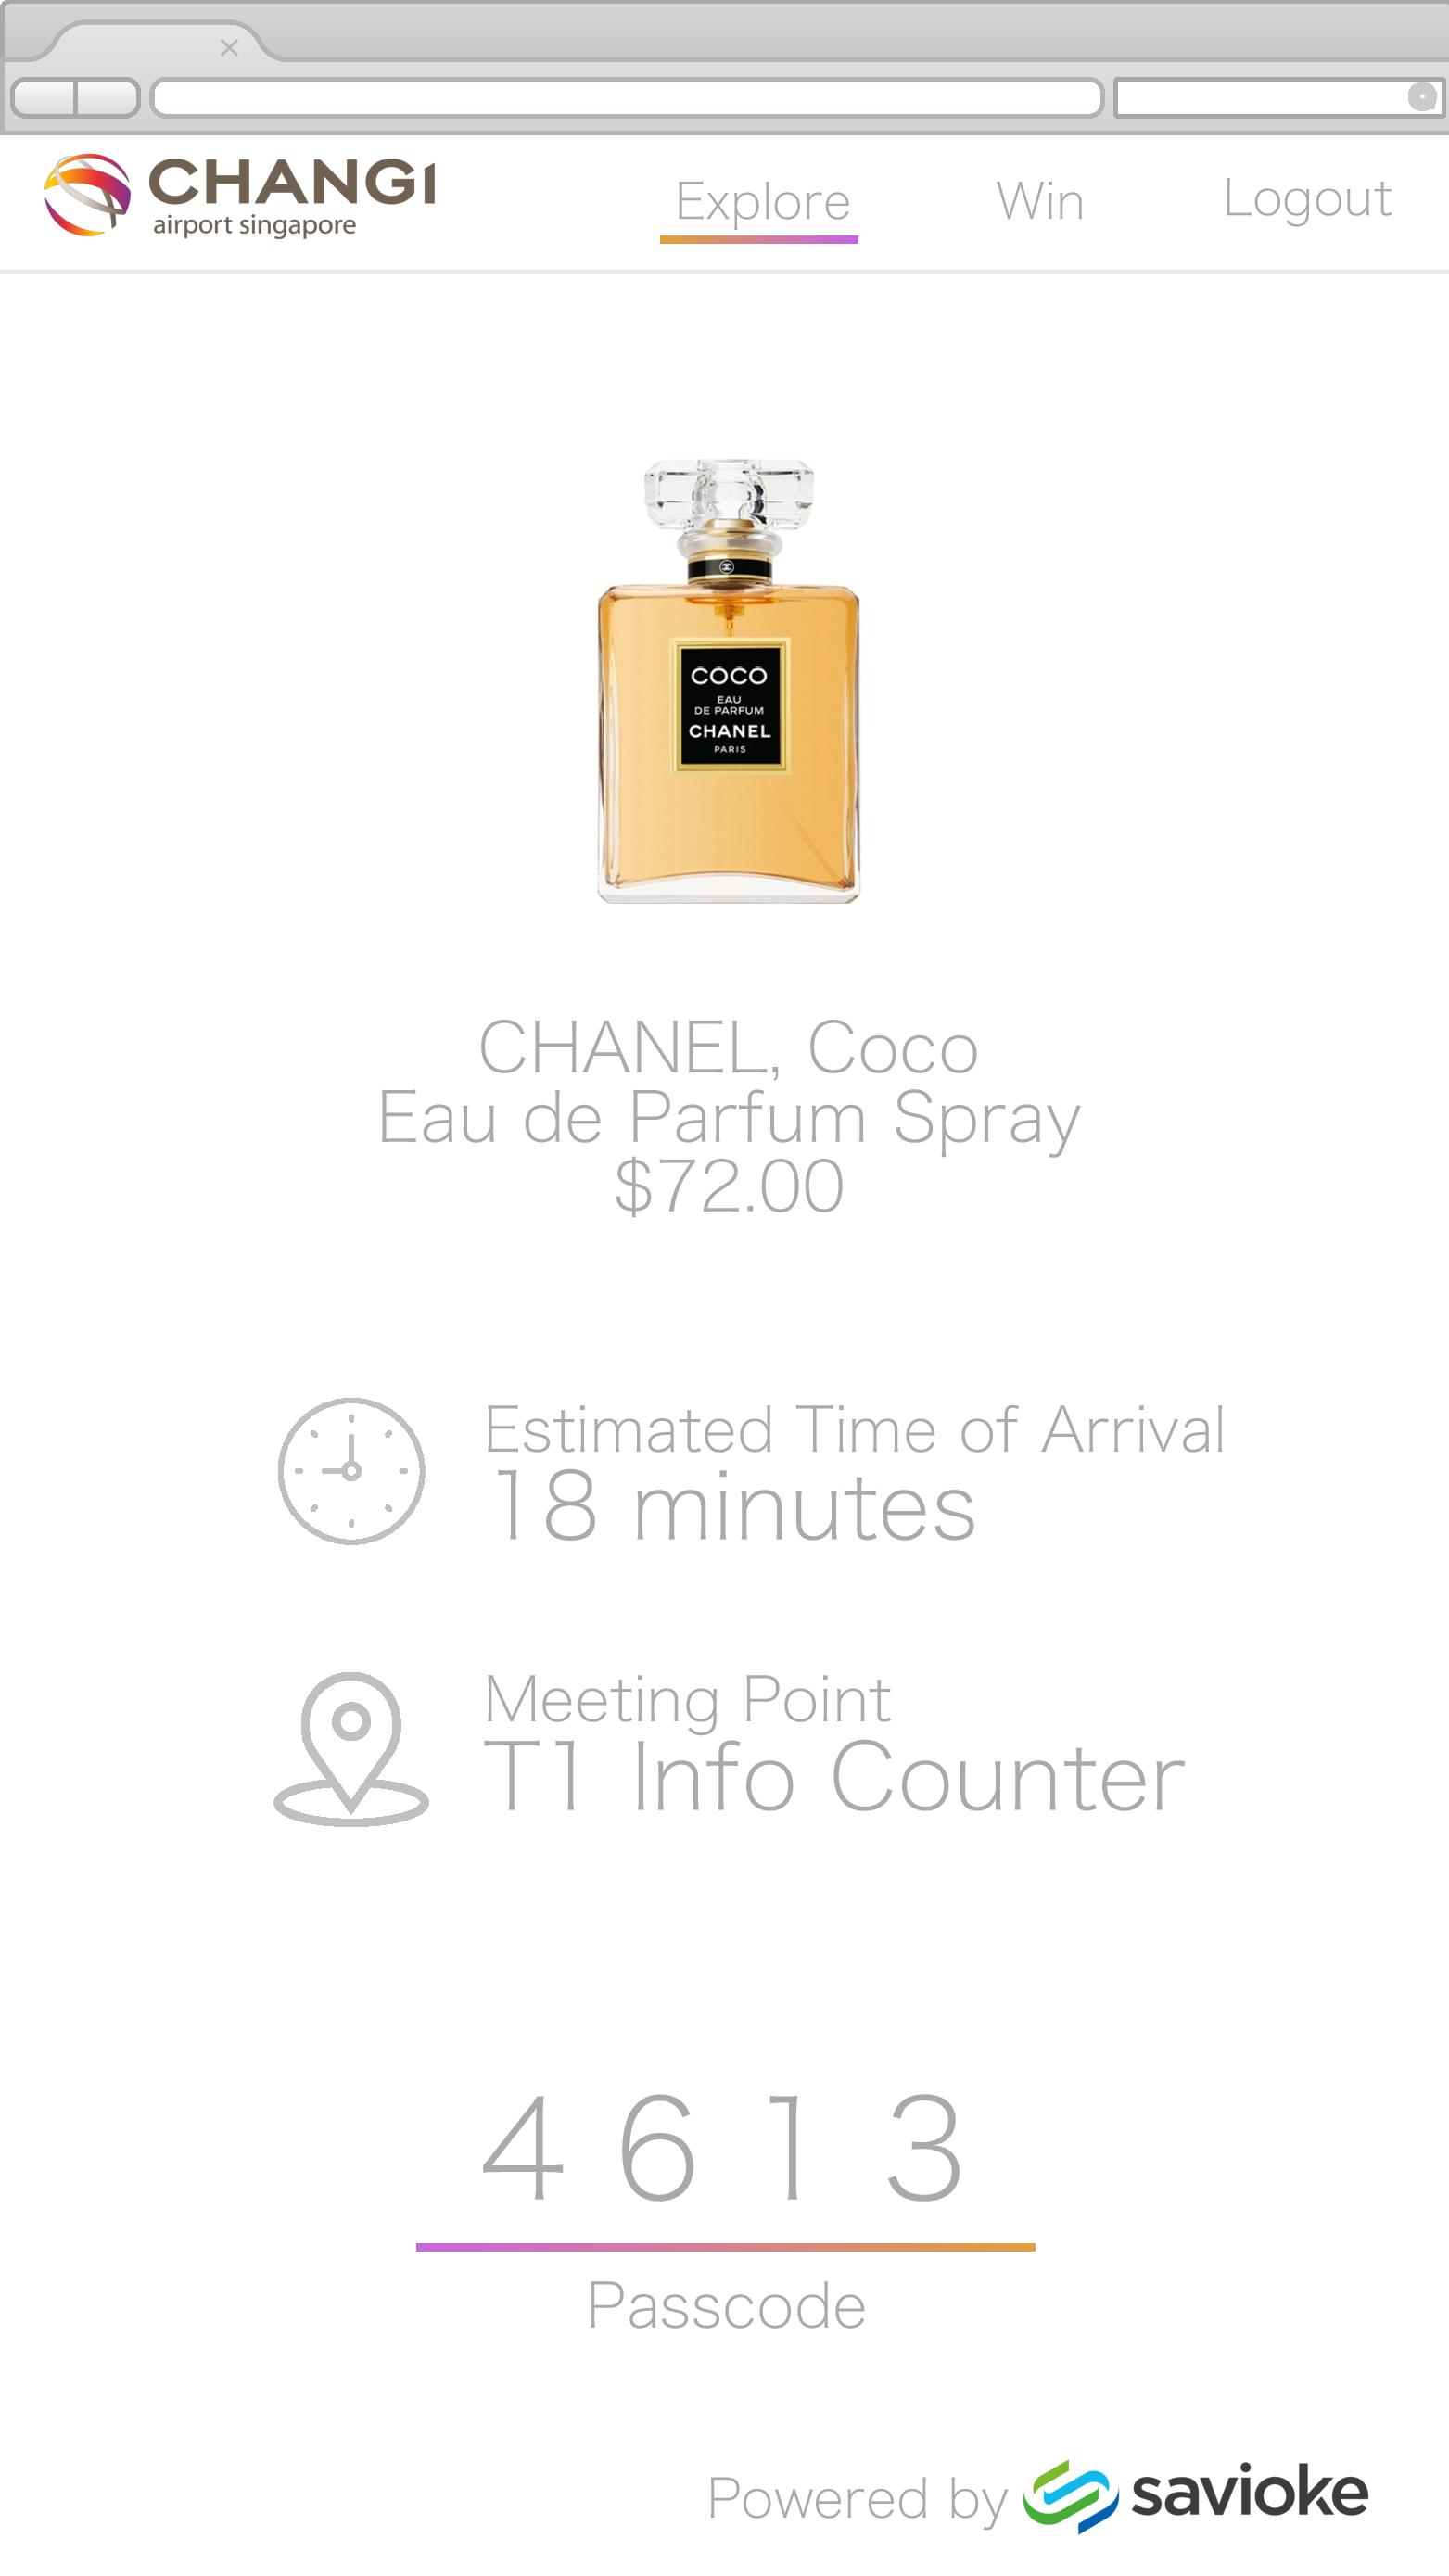 CHANGI
airport singapore
Explore
Win
Logout
COCO
EAU
DE PARFUM
CHANEL
PARIS
CHANEL, Coco
Eau de Parfum Spray
$72.00
Estimated Time of Arrival
18 minutes
Meeting Point
T1 Info Counter
4 6 1 3
Passcode
Powered by savioke